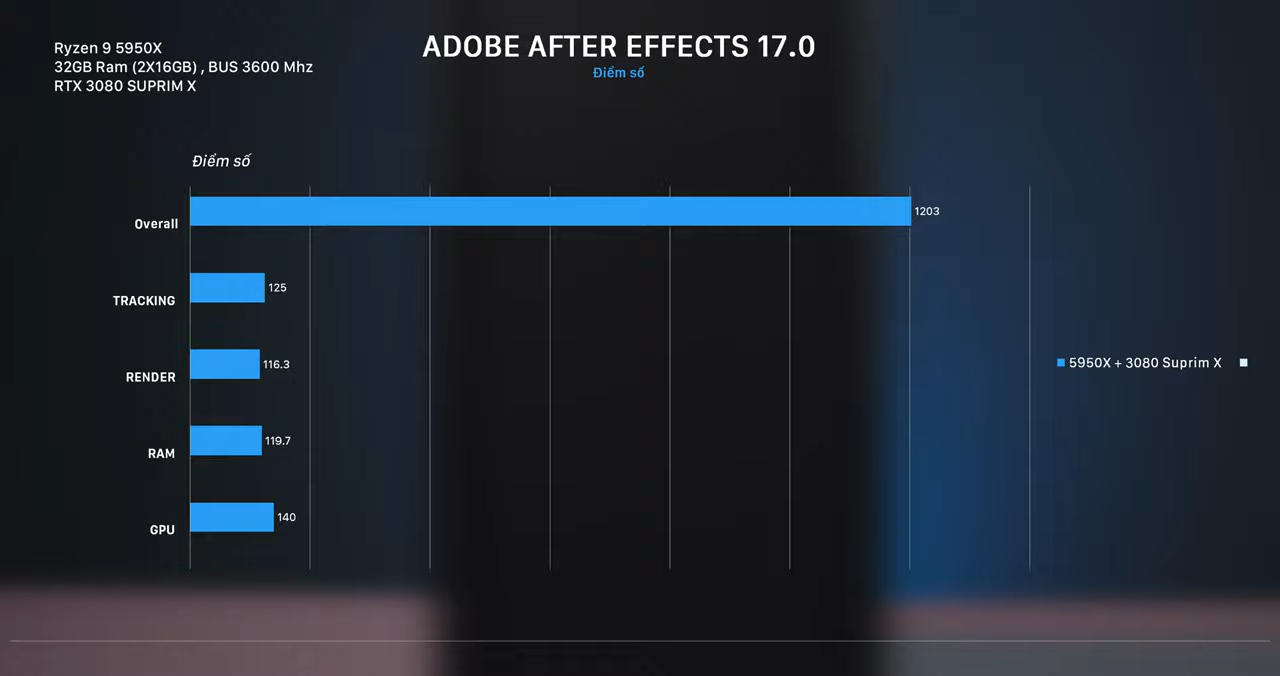 Ryzen 9 5950X
32GB Ram (2X16GB) , BUS 3600 Mhz
RTX 3080 SUPRIM X
ADOBE AFTER EFFECTS 17.0
Điểm số
Điểm số
Overall 1203
TRACKING 125
RENDER 116.3
RAM 119.7
GPU 140
5950X + 3080 Suprim X